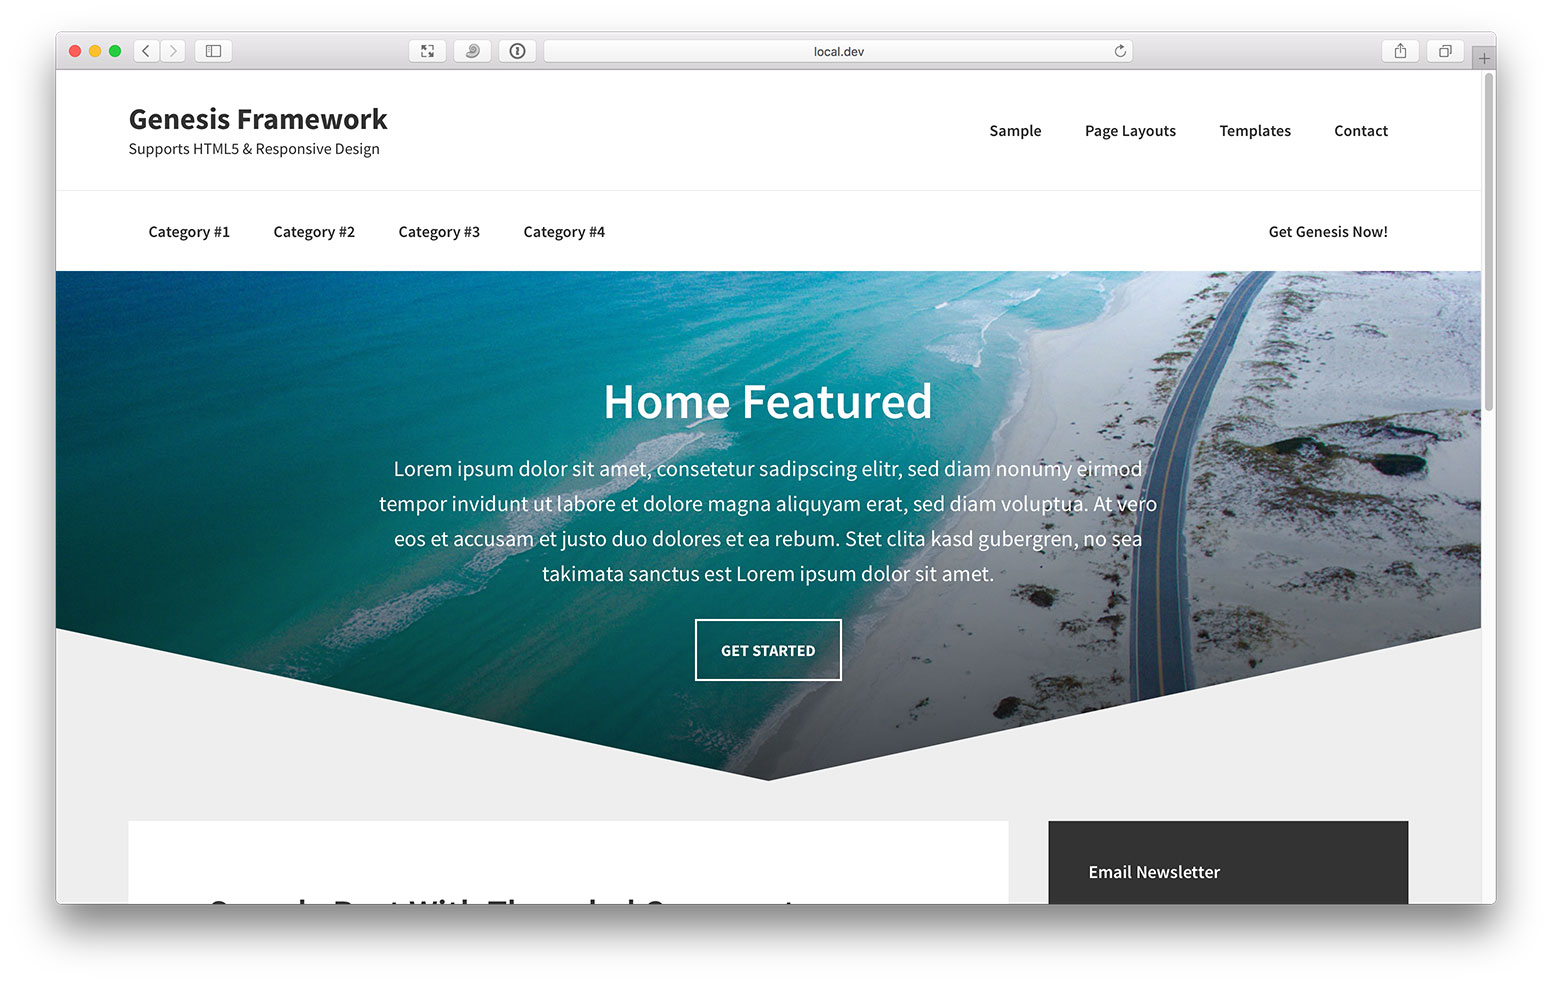 local.dev
Genesis Framework
Supports HTML5 & Responsive Design
Sample Page Layouts Templates Contact
Category #1 Category #2 Category #3 Category #4 Get Genesis Now!
Home Featured
Lorem ipsum dolor sit amet, consetetur sadipscing elitr, sed diam nonumy eirmod
tempor invidunt ut labore et dolore magna aliquyam erat, sed diam voluptua. At vero
eos et accusam et justo duo dolores et ea rebum. Stet clita kasd gubergren, no sea
takimata sanctus est Lorem ipsum dolor sit amet.
GET STARTED
Email Newsletter